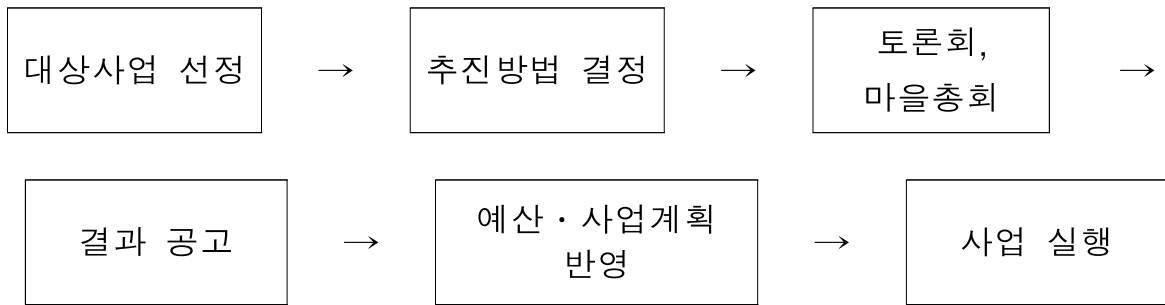 대상사업 선정 → 추진방법 결정 → 토론회,
마을총회 →
결과 공고 → 예산・사업계획
반영 → 사업 실행